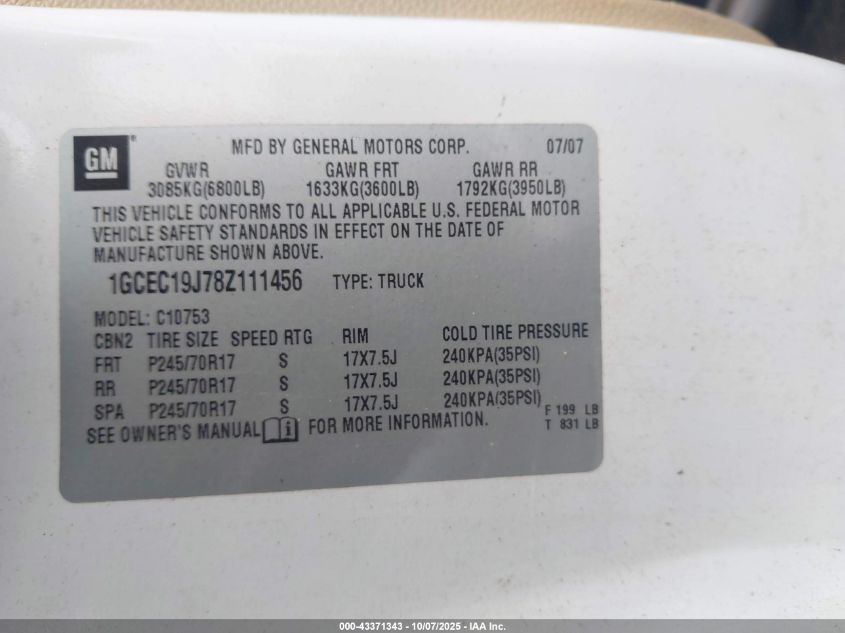 GM
MFD BY GENERAL MOTORS CORP. 07/07
GVWR GAWR FRT GAWR RR
3085KG(6800LB) 1633KG(3600LB) 1792KG(3950LB)
THIS VEHICLE CONFORMS TO ALL APPLICABLE U.S. FEDERAL MOTOR
VEHICLE SAFETY STANDARDS IN EFFECT ON THE DATE OF
MANUFACTURE SHOWN ABOVE.
1GCEC19J78Z111456 TYPE: TRUCK
MODEL: C10753
CBN2 TIRE SIZE SPEED RTG RIM COLD TIRE PRESSURE
FRT P245/70R17 S 17X7.5J 240KPA(35PSI)
RR P245/70R17 S 17X7.5J 240KPA(35PSI)
SPA P245/70R17 S 17X7.5J 240KPA(35PSI)
F 199 LB
T 831 LB
SEE OWNER'S MANUAL i FOR MORE INFORMATION.
000-43371343 - 10/07/2025 - IAA Inc.